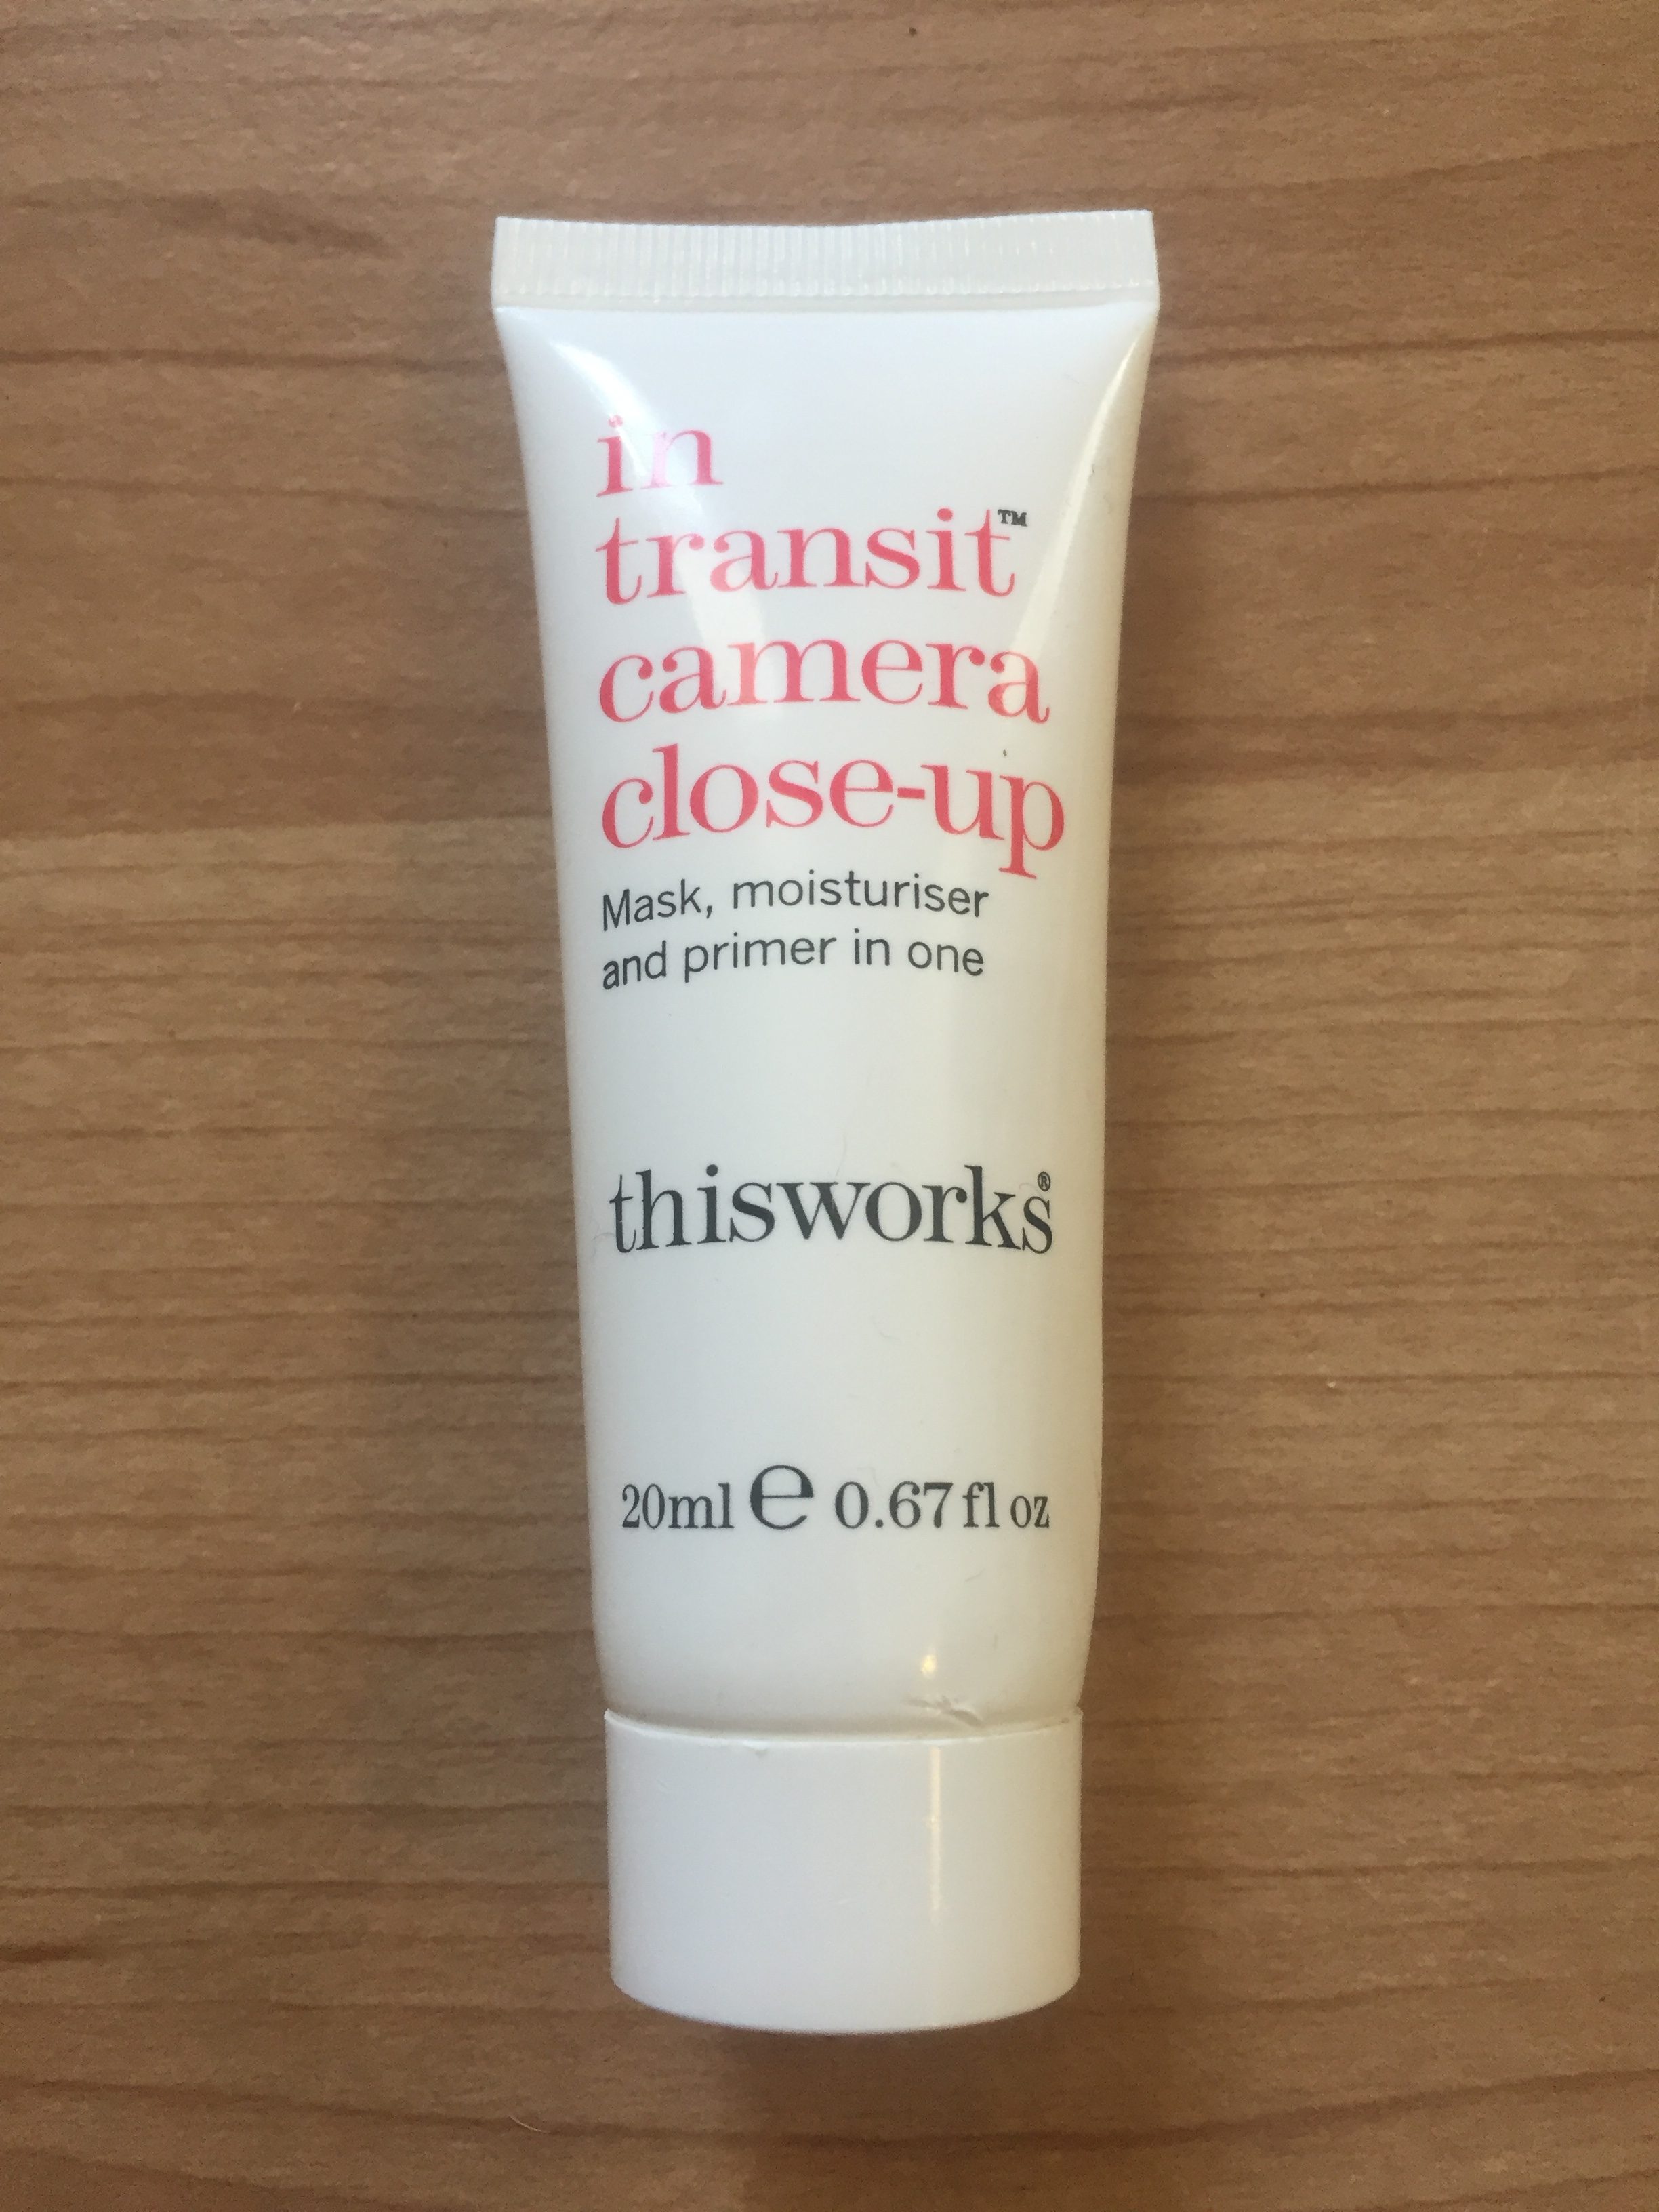 in
transit™
camera
close-up
Mask, moisturiser
and primer in one
thisworks®
20ml ℮ 0.67 fl oz